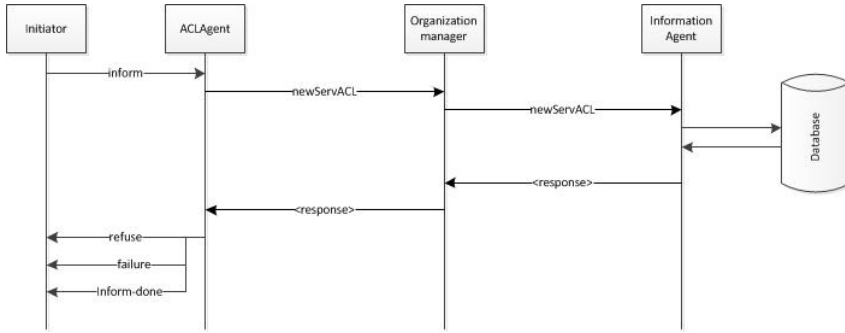 Initiator
ACLAgent
Organization
manager
Information
Agent
inform
newServACL
newServACL
Database
<response>
<response>
refuse
failure
Inform-done